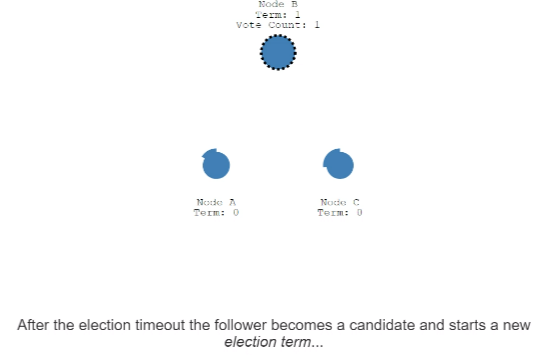 Node B
Term: 1
Vote Count: 1
Node A
Term: 0
Node C
Term: 0
After the election timeout the follower becomes a candidate and starts a new
election term...